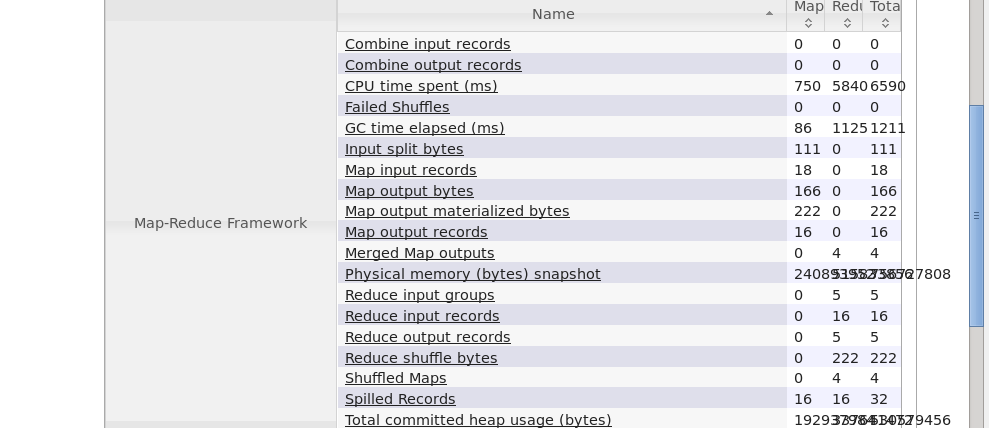 Name Map Redu Tota
Combine input records 0 0 0
Combine output records 0 0 0
CPU time spent (ms) 750 5840 6590
Failed Shuffles 0 0 0
GC time elapsed (ms) 86 1125 1211
Input split bytes 111 0 111
Map input records 18 0 18
Map output bytes 166 0 166
Map-Reduce Framework
Map output materialized bytes 222 0 222
Map output records 16 0 16
Merged Map outputs 0 4 4
Physical memory (bytes) snapshot
Reduce input groups 0 5 5
Reduce input records 0 16 16
Reduce output records 0 5 5
Reduce shuffle bytes 0 222 222
Shuffled Maps 0 4 4
Spilled Records 16 16 32
Total committed heap usage (bytes)